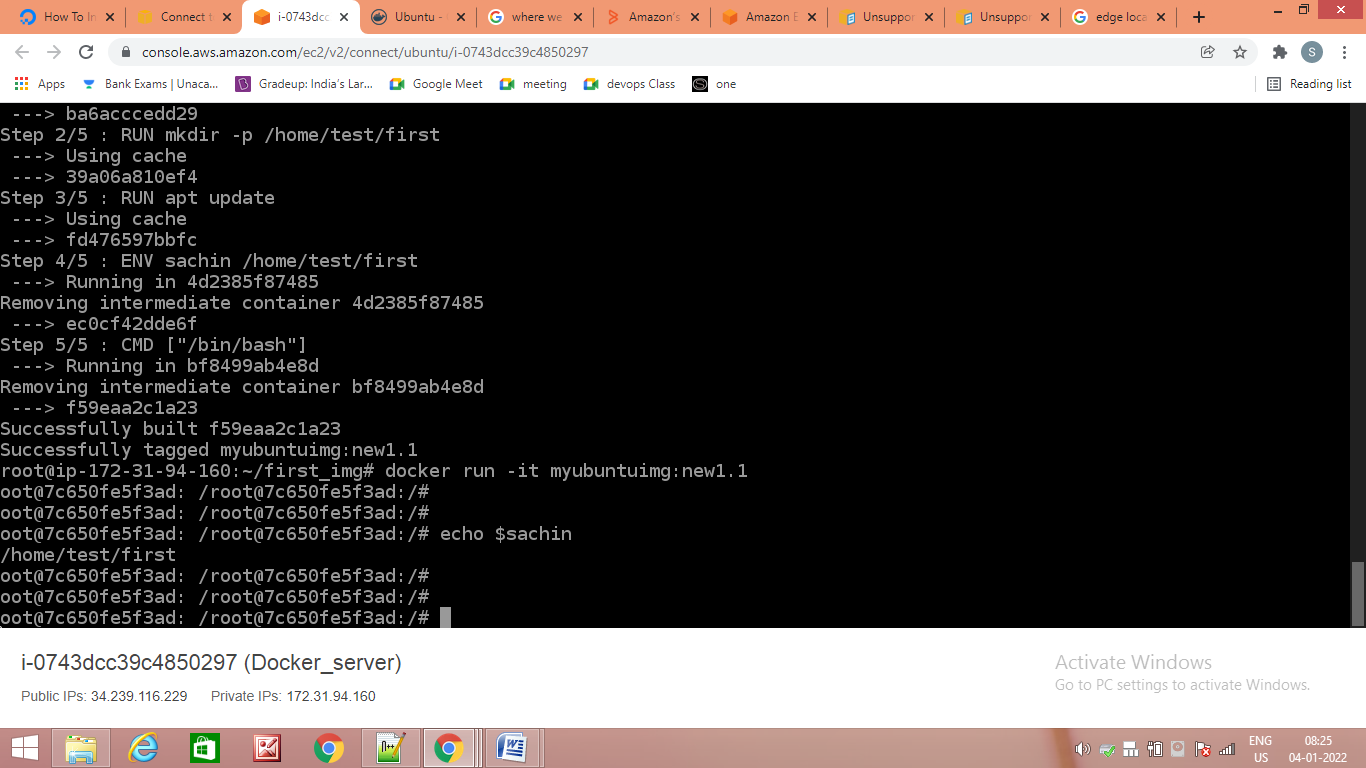 How To In
Connect t
i-0743dcc
Ubuntu -
where we
Amazon's
Amazon E
Unsuppor
Unsuppor
edge loca
console.aws.amazon.com/ec2/v2/connect/ubuntu/i-0743dcc39c4850297
S
Apps
Bank Exams | Unaca...
Gradeup: India's Lar...
Google Meet
meeting
devops Class
one
Reading list
---> ba6acccedd29
Step 2/5 : RUN mkdir -p /home/test/first
---> Using cache
---> 39a06a810ef4
Step 3/5 : RUN apt update
---> Using cache
---> fd476597bbfc
Step 4/5 : ENV sachin /home/test/first
---> Running in 4d2385f87485
Removing intermediate container 4d2385f87485
---> ec0cf42dde6f
Step 5/5 : CMD ["/bin/bash"]
---> Running in bf8499ab4e8d
Removing intermediate container bf8499ab4e8d
---> f59eaa2c1a23
Successfully built f59eaa2c1a23
Successfully tagged myubuntuimg:new1.1
root@ip-172-31-94-160:~/first_img# docker run -it myubuntuimg:new1.1
oot@7c650fe5f3ad: /root@7c650fe5f3ad:/#
oot@7c650fe5f3ad: /root@7c650fe5f3ad:/#
oot@7c650fe5f3ad: /root@7c650fe5f3ad:/# echo $sachin
/home/test/first
oot@7c650fe5f3ad: /root@7c650fe5f3ad:/#
oot@7c650fe5f3ad: /root@7c650fe5f3ad:/#
oot@7c650fe5f3ad: /root@7c650fe5f3ad:/#
i-0743dcc39c4850297 (Docker_server)
Public IPs: 34.239.116.229 Private IPs: 172.31.94.160
Activate Windows
Go to PC settings to activate Windows.
ENG
US
08:25
04-01-2022